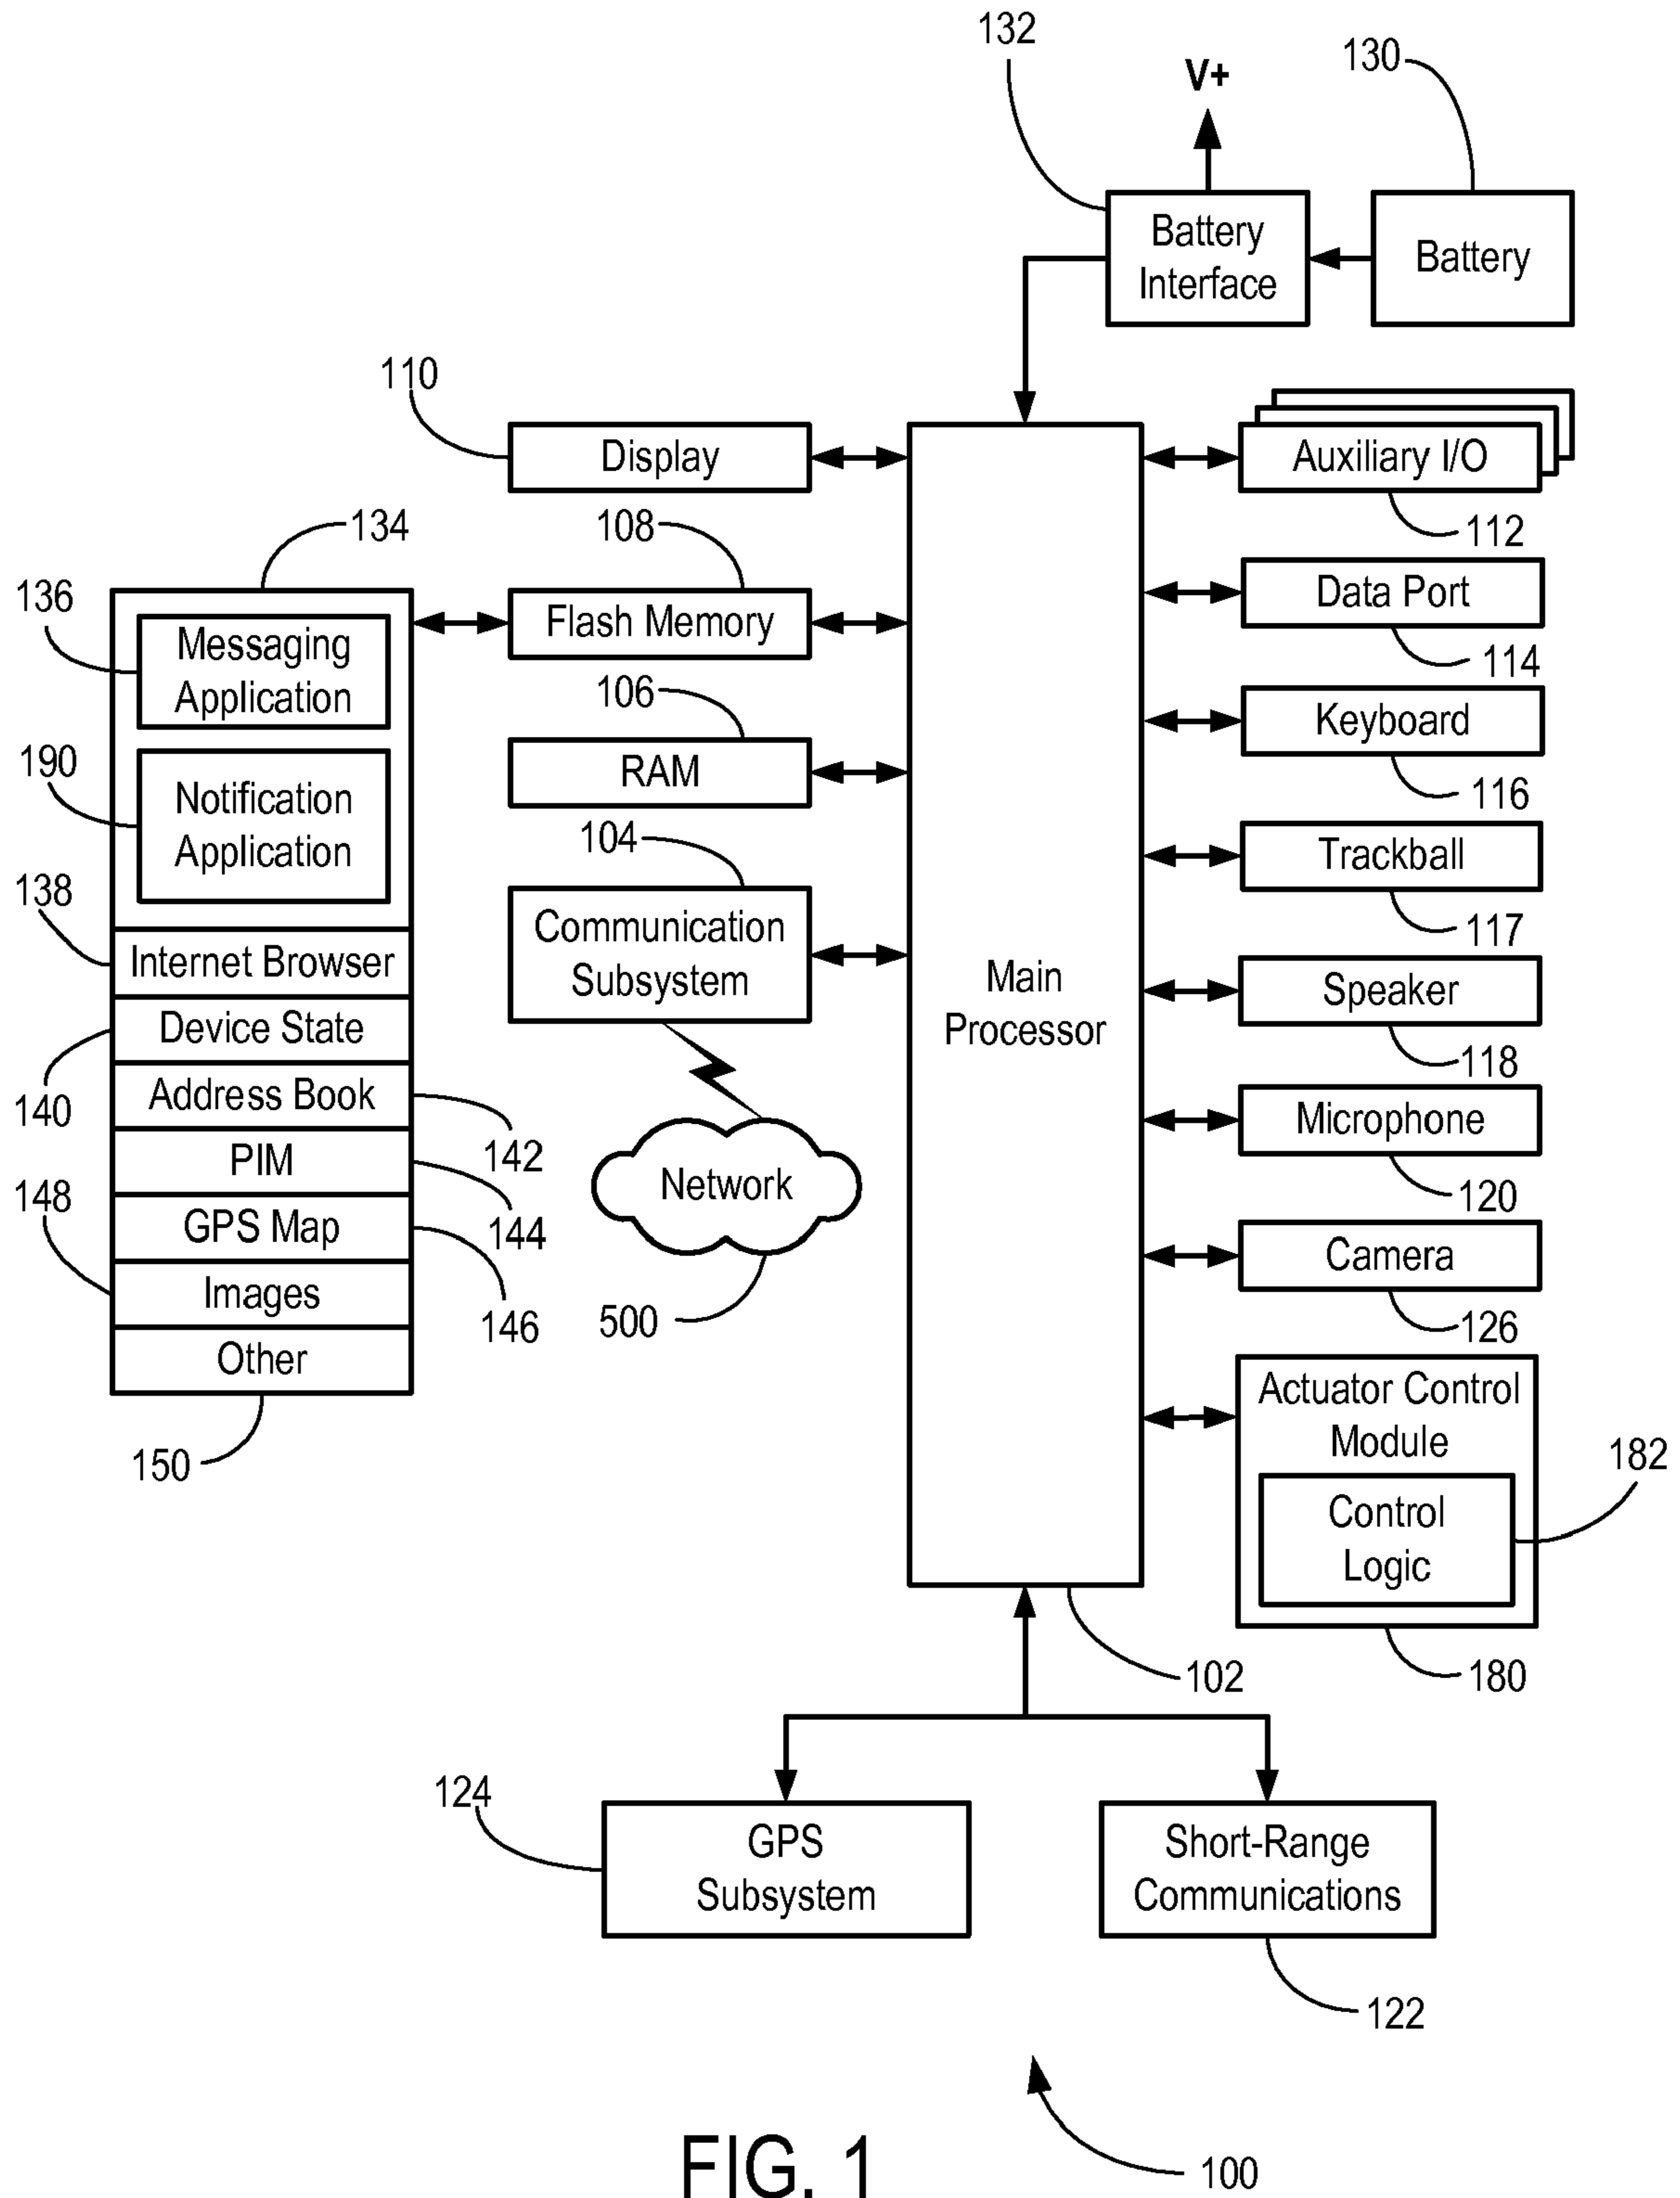 132
130
V+
Battery
Interface
Battery
110
Display
Auxiliary I/O
112
134
108
136
Messaging
Application
Flash Memory
Data Port
114
106
Keyboard
116
190
Notification
Application
RAM
104
Trackball
117
138
Internet Browser
Communication
Subsystem
Main
Processor
Speaker
118
Device State
140
Address Book
142
Microphone
120
PIM
144
Network
148
GPS Map
146
500
Camera
126
Images
Other
150
Actuator Control
Module
182
Control
Logic
102
180
124
GPS
Subsystem
Short-Range
Communications
122
FIG. 1
100